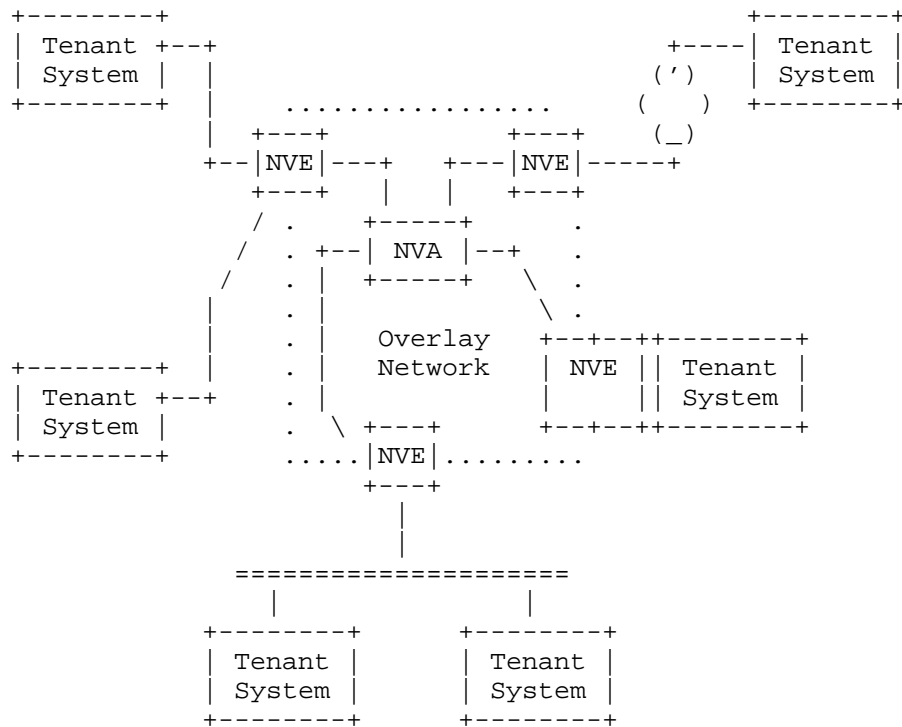 Tenant Tenant
System System
NVE NVE
NVA
Overlay
Network
NVE Tenant
System
Tenant
System
NVE
Tenant Tenant
System System